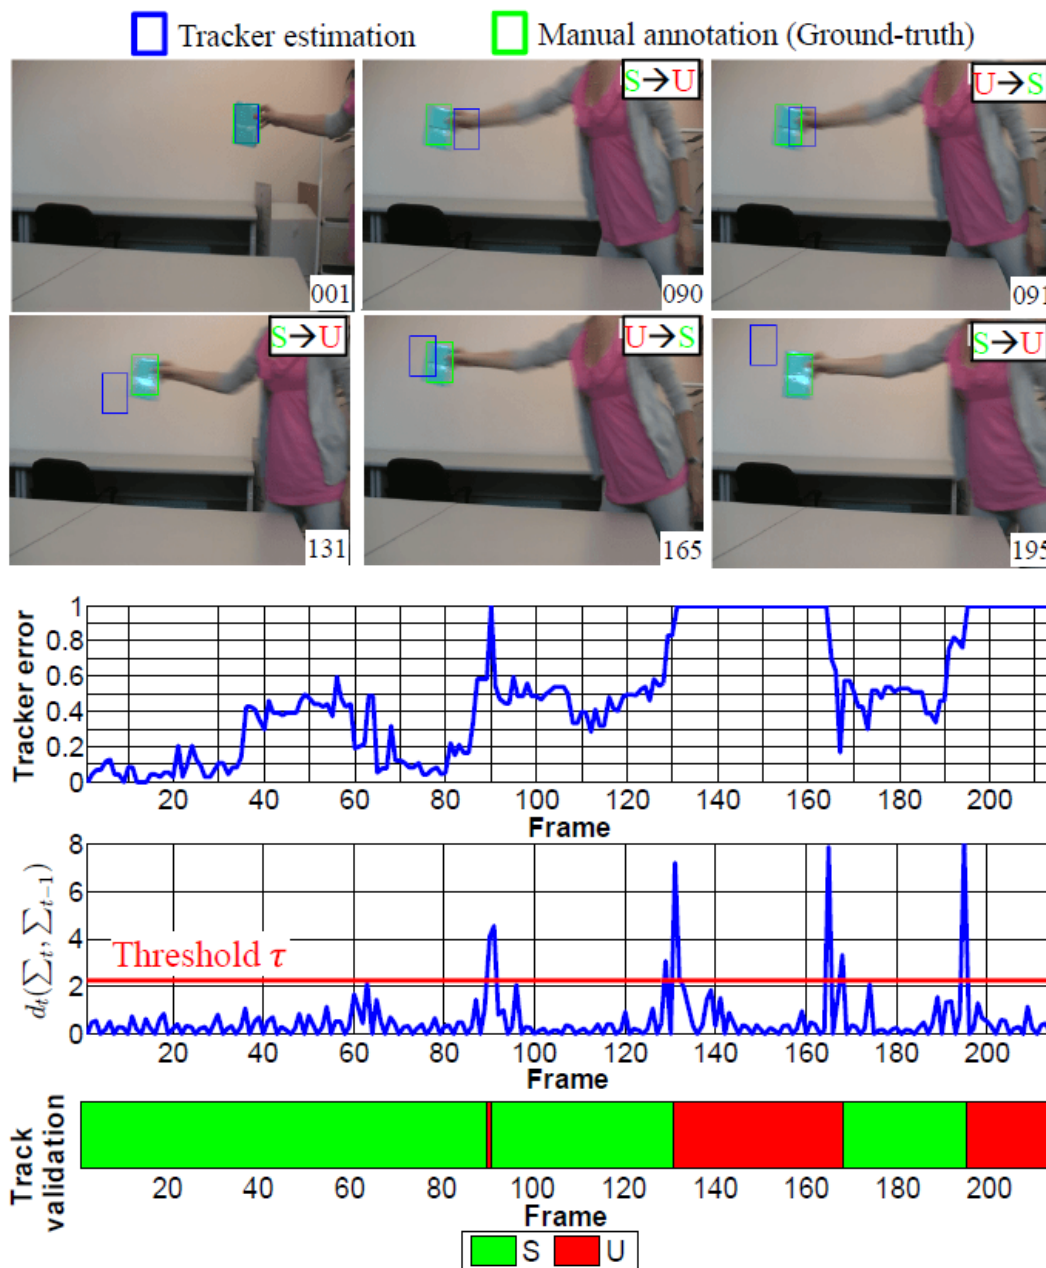 Tracker estimation
Manual annotation (Ground-truth)
S→U
U→S
001
090
091
S→U
U→S
S→U
131
165
195
Tracker error
1
0.8
0.6
0.4
0.2
0
20 40 60 80 100 120 140 160 180 200
Frame
d_t(∑_t, ∑_{t−1})
8
6
4
2
0
Threshold τ
20 40 60 80 100 120 140 160 180 200
Frame
Track
validation
20 40 60 80 100 120 140 160 180 200
Frame
S U